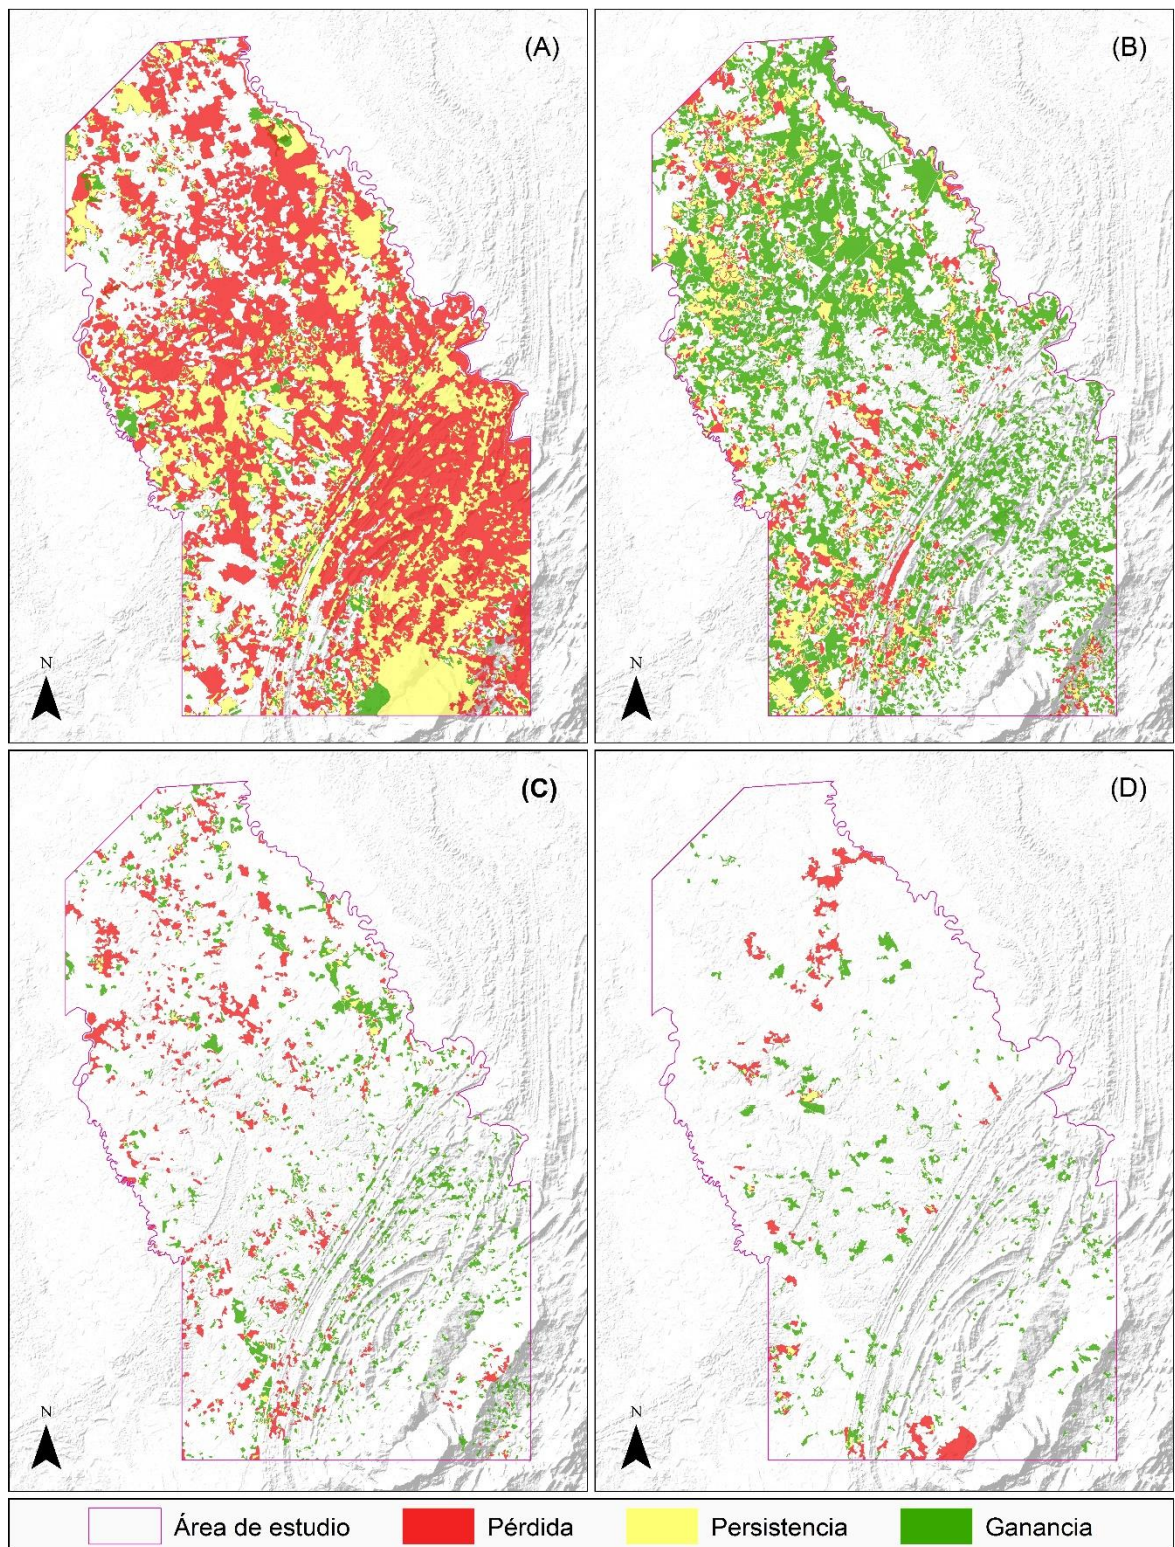 (A)
(B)
N
N
(C)
(D)
N
N
Área de estudio Pérdida Persistencia Ganancia